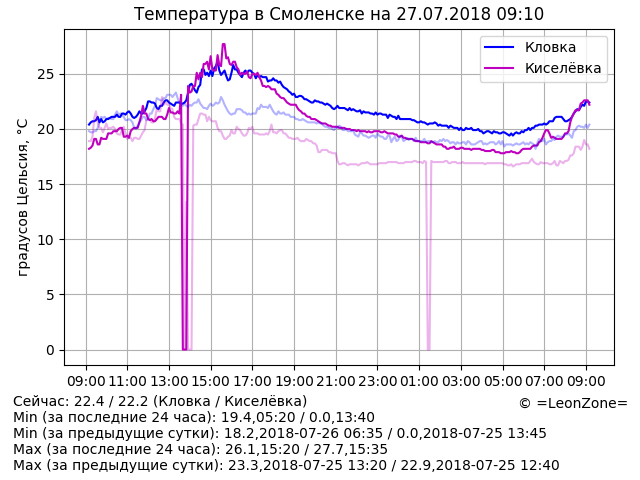 Температура в Смоленске на 27.07.2018 09:10
Кловка
Киселёвка
градусов Цельсия, °C
25
20
15
10
5
0
09:00 11:00 13:00 15:00 17:00 19:00 21:00 23:00 01:00 03:00 05:00 07:00 09:00
Сейчас: 22.4 / 22.2 (Кловка / Киселёвка)
© =LeonZone=
Min (за последние 24 часа): 19.4,05:20 / 0.0,13:40
Min (за предыдущие сутки): 18.2,2018-07-26 06:35 / 0.0,2018-07-25 13:45
Max (за последние 24 часа): 26.1,15:20 / 27.7,15:35
Max (за предыдущие сутки): 23.3,2018-07-25 13:20 / 22.9,2018-07-25 12:40